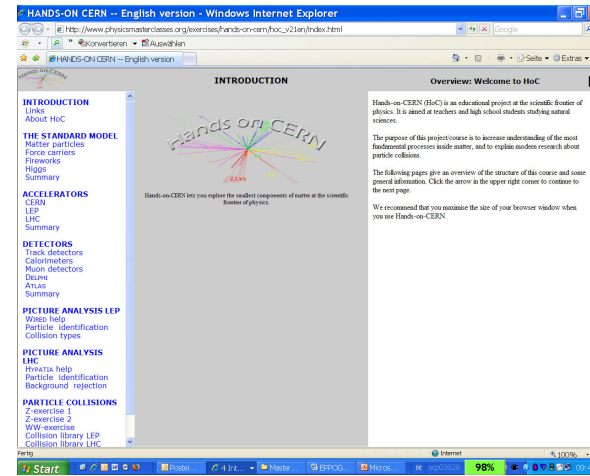 HANDS-ON CERN -- English version - Windows Internet Explorer
http://www.physicsmasterclasses.org/exercises/hands-on-cern/hoc_v21en/index.html
Google
Konvertieren
Auswählen
HANDS-ON CERN -- English version
Seite
Extras
Hands on CERN
INTRODUCTION
Overview: Welcome to HoC
INTRODUCTION
Links
About HoC
THE STANDARD MODEL
Matter particles
Force carriers
Fireworks
Higgs
Summary
ACCELERATORS
CERN
LEP
LHC
Summary
DETECTORS
Track detectors
Calorimeters
Muon detectors
DELPHI
ATLAS
Summary
PICTURE ANALYSIS LEP
WIRED help
Particle identification
Collision types
PICTURE ANALYSIS
LHC
HYPATIA help
Particle identification
Background rejection
PARTICLE COLLISIONS
Z-exercise 1
Z-exercise 2
WW-exercise
Collision library LEP
Collision library LHC
Hands on CERN
Hands-on-CERN lets you explore the smallest components of matter at the scientific
frontier of physics.
Hands-on-CERN (HoC) is an educational project at the scientific frontier of
physics. It is aimed at teachers and high school students studying natural
sciences.
The purpose of this project/course is to increase understanding of the most
fundamental processes inside matter, and to explain modern research about
particle collisions.
The following pages give an overview of the structure of this course and some
general information. Click the arrow in the upper right corner to continue to
the next page.
We recommend that you maximise the size of your browser window when
you use Hands-on-CERN.
Fertig
Internet
100%
Start
Postei...
4 Int...
Master...
EPPOG...
Micros...
DE
98%